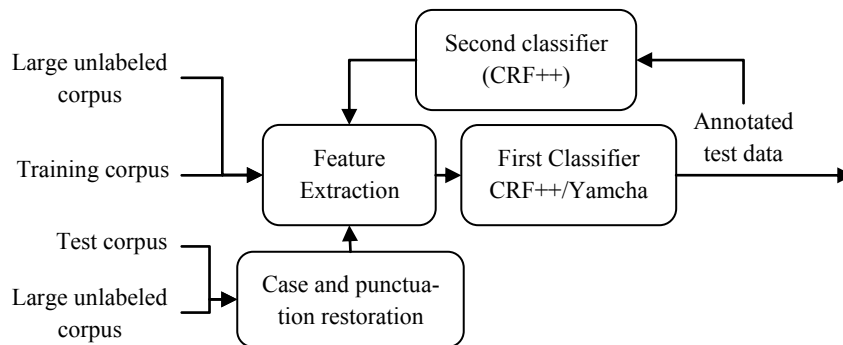 Second classifier
(CRF++)
Large unlabeled
corpus
Annotated
test data
Training corpus
Feature
Extraction
First Classifier
CRF++/Yamcha
Test corpus
Large unlabeled
corpus
Case and punctua-
tion restoration